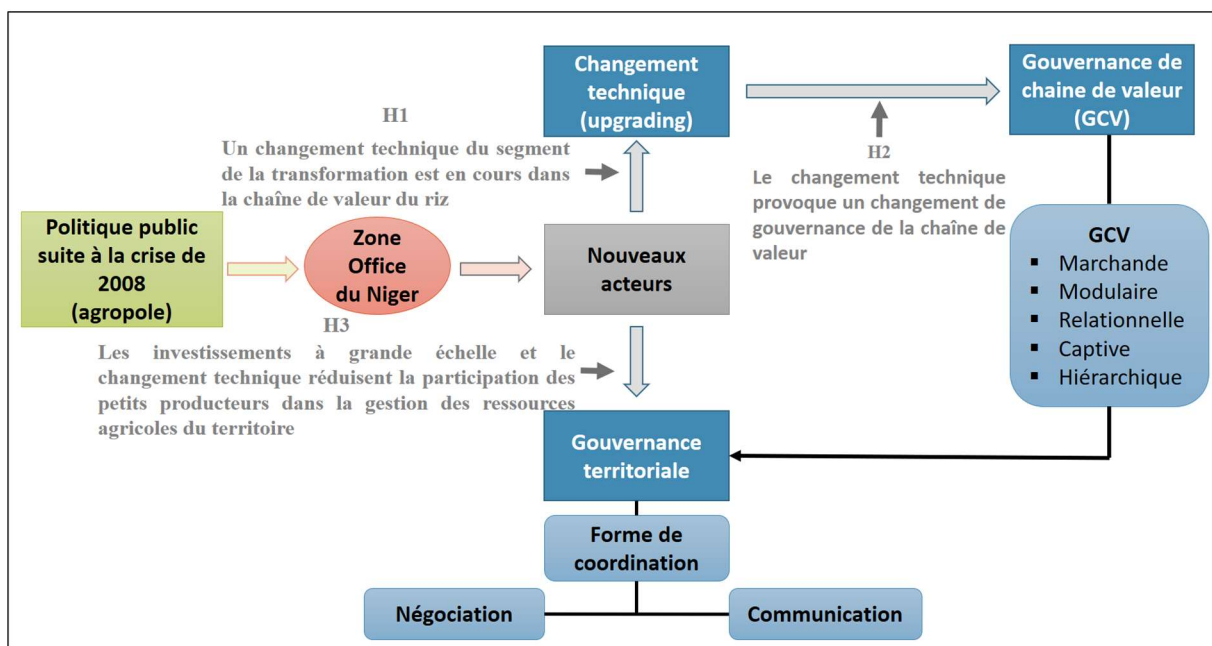 Changement
technique
(upgrading)
Gouvernance de
chaine de valeur
(GCV)
H1
Un changement technique du segment
de la transformation est en cours dans
la chaîne de valeur du riz
H2
Le changement technique
provoque un changement de
gouvernance de la chaîne de
valeur
Politique public
suite à la crise de
2008
(agropole)
Zone
Office
du Niger
Nouveaux
acteurs
GCV
▪ Marchande
▪ Modulaire
▪ Relationnelle
▪ Captive
▪ Hiérarchique
H3
Les investissements à grande échelle et le
changement technique réduisent la participation des
petits producteurs dans la gestion des ressources
agricoles du territoire
Gouvernance
territoriale
Forme de
coordination
Négociation
Communication